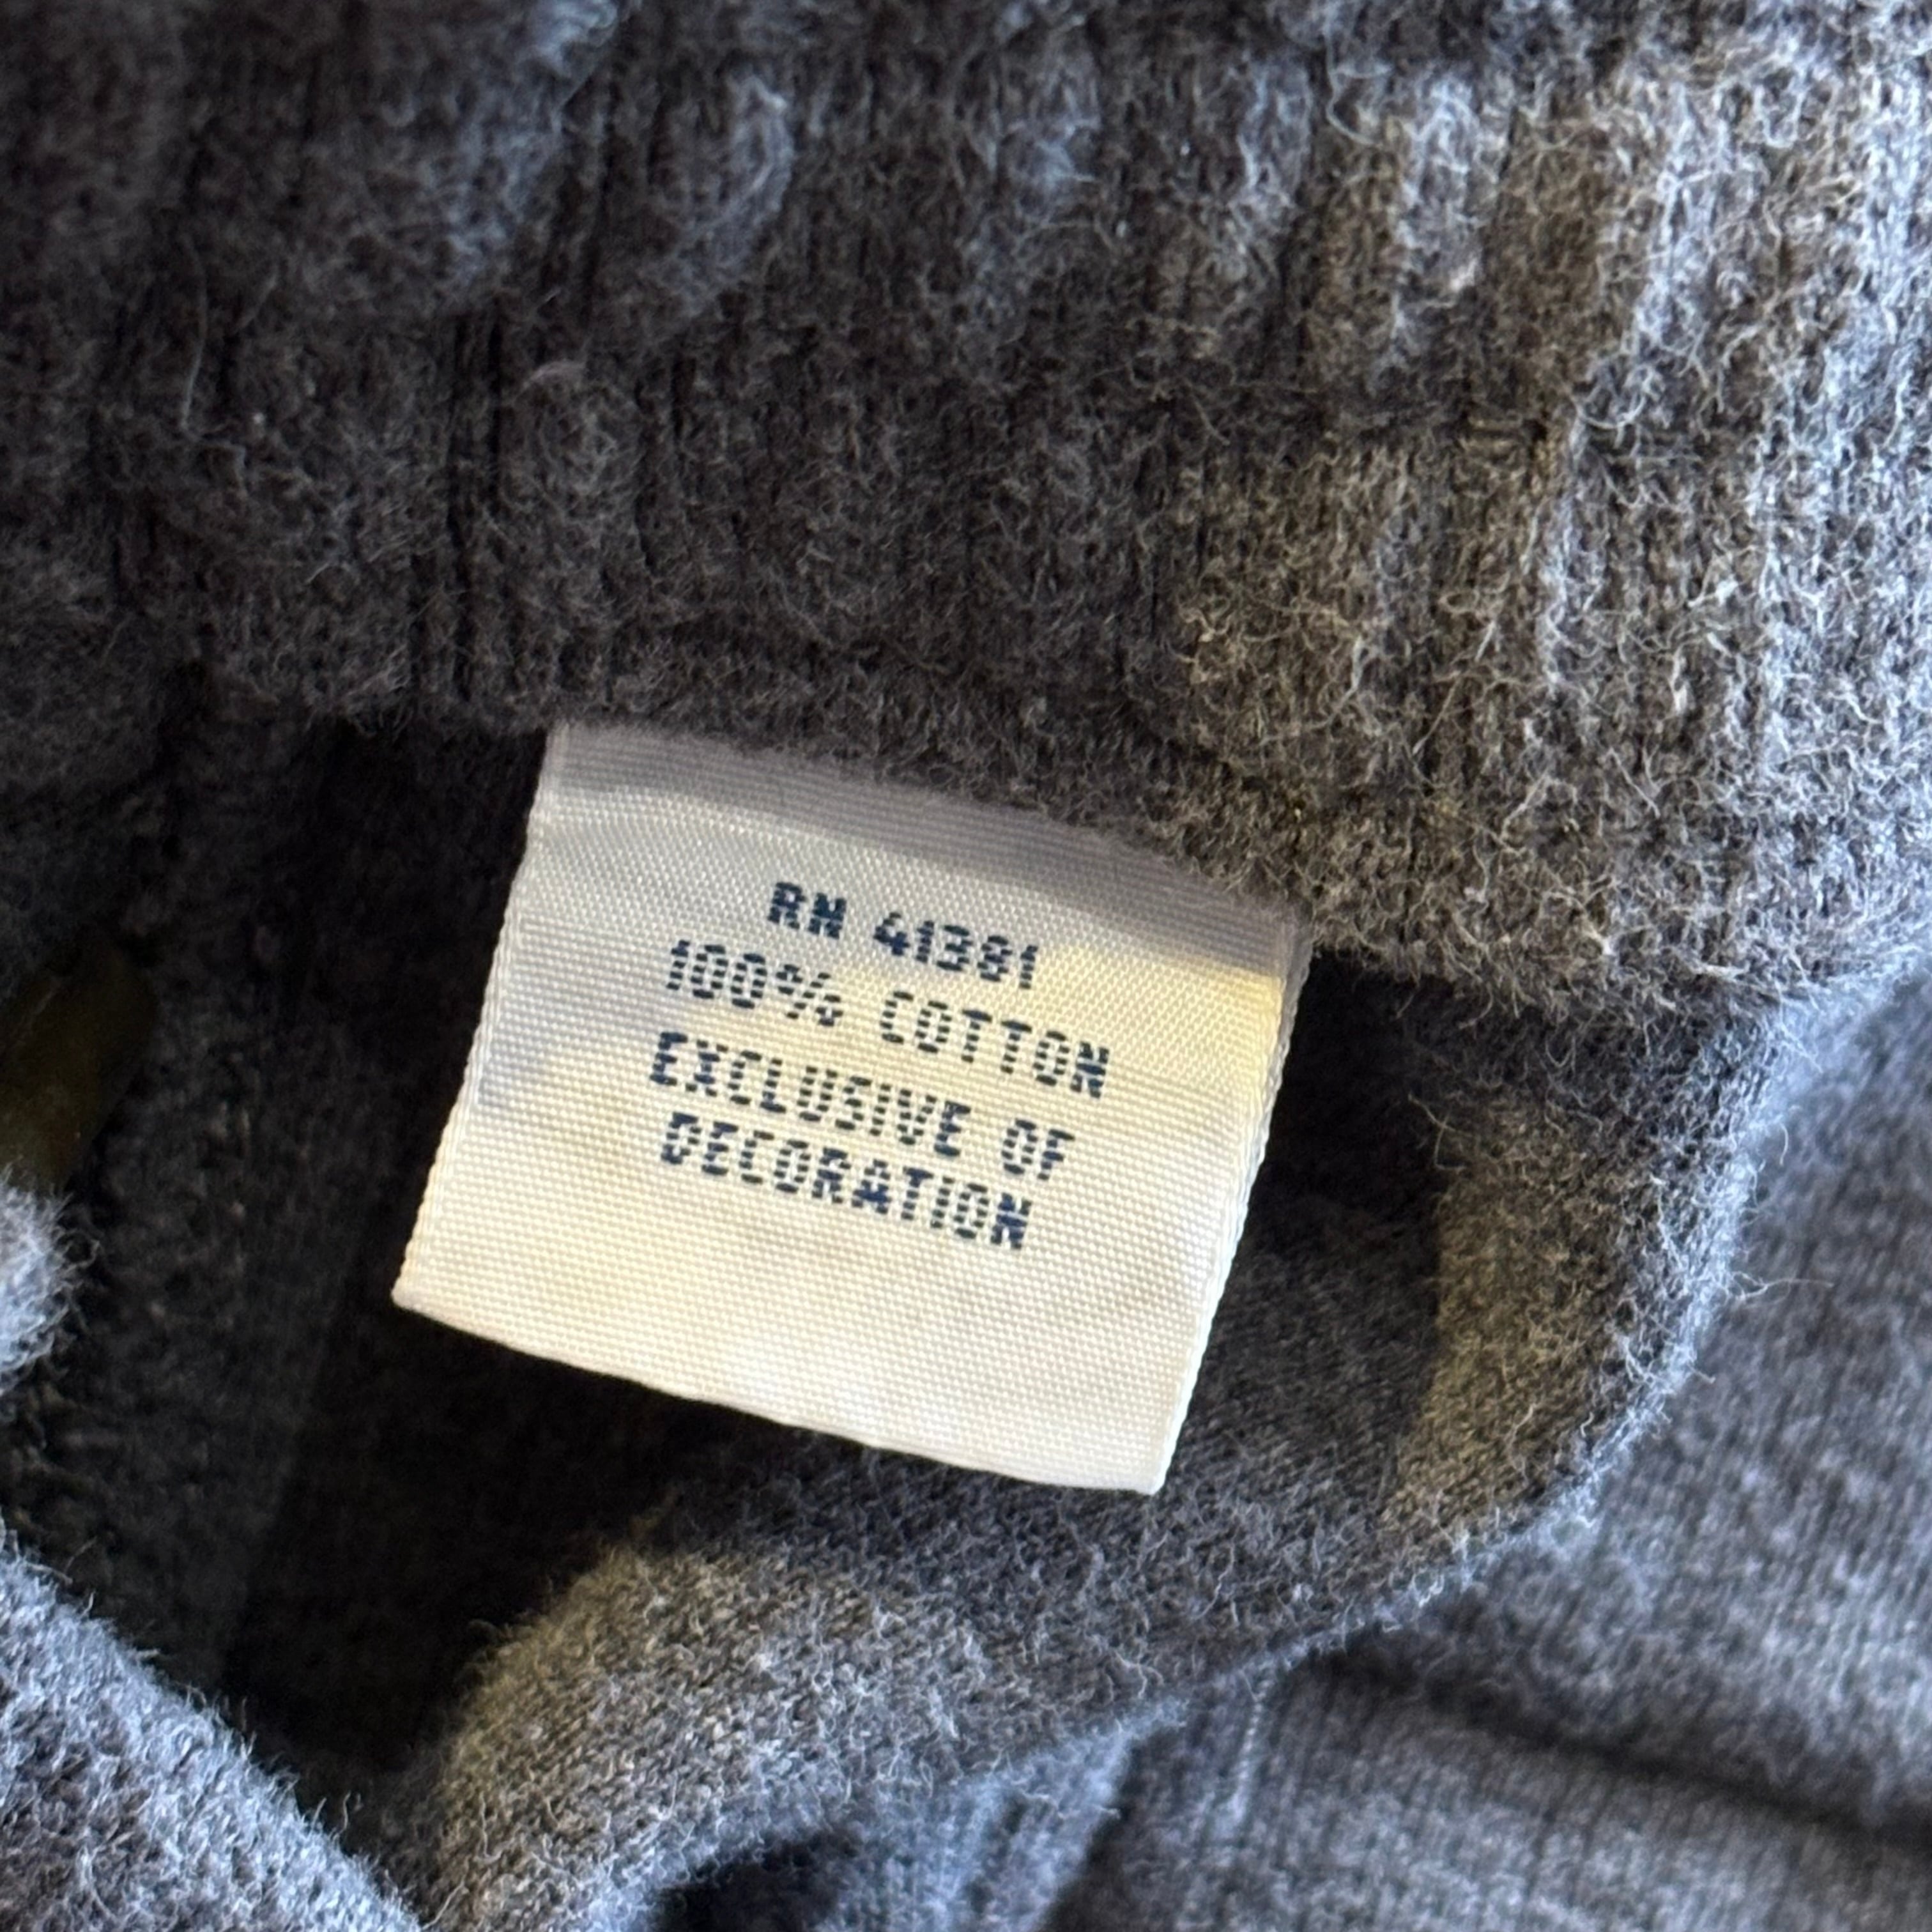 RN 41381
100% COTTON
EXCLUSIVE OF
DECORATION